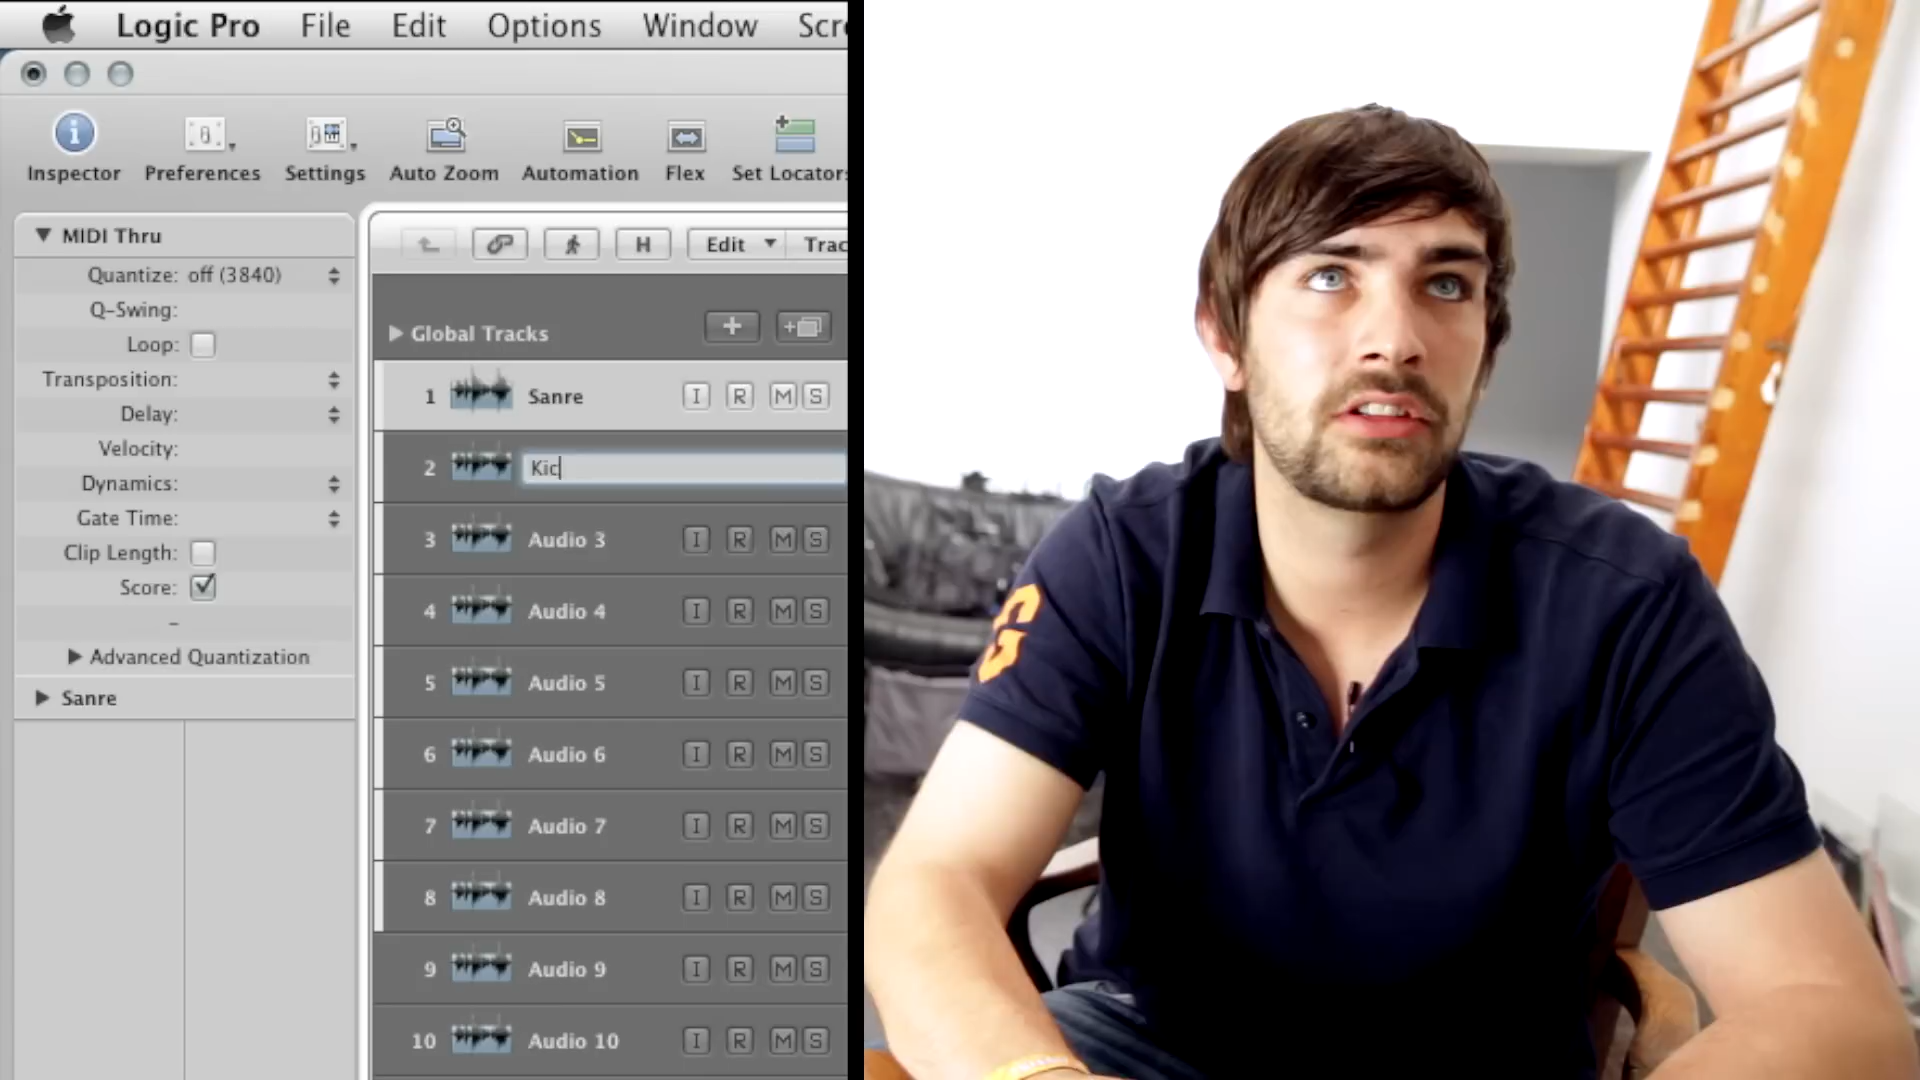 Logic Pro File Edit Options Window Scr
Inspector Preferences Settings Auto Zoom Automation Flex Set Locators
MIDI Thru
Quantize: off (3840)
Q-Swing:
Loop:
Transposition:
Delay:
Velocity:
Dynamics:
Gate Time:
Clip Length:
Score:
-
Advanced Quantization
Sanre
H Edit Trac
Global Tracks
1 Sanre I R M S
2 Kic
3 Audio 3 I R M S
4 Audio 4 I R M S
5 Audio 5 I R M S
6 Audio 6 I R M S
7 Audio 7 I R M S
8 Audio 8 I R M S
9 Audio 9 I R M S
10 Audio 10 I R M S
G